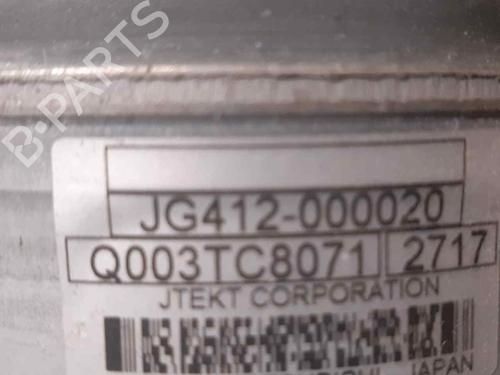 B-PARTS
JG412-000020
Q003TC8071 2717
JTEKT CORPORATION
JAPAN